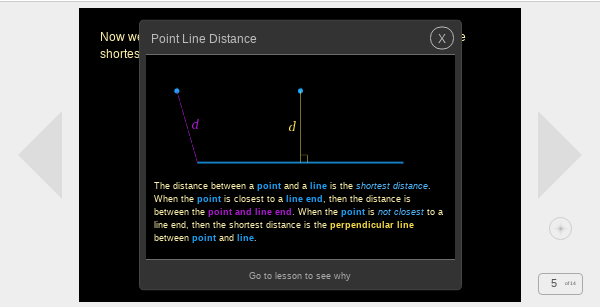 Now we
e
shortes
Point Line Distance
X
d
d
The distance between a point and a line is the shortest distance.
When the point is closest to a line end, then the distance is
between the point and line end. When the point is not closest to a
line end, then the shortest distance is the perpendicular line
between point and line.
Go to lesson to see why
5 of 14